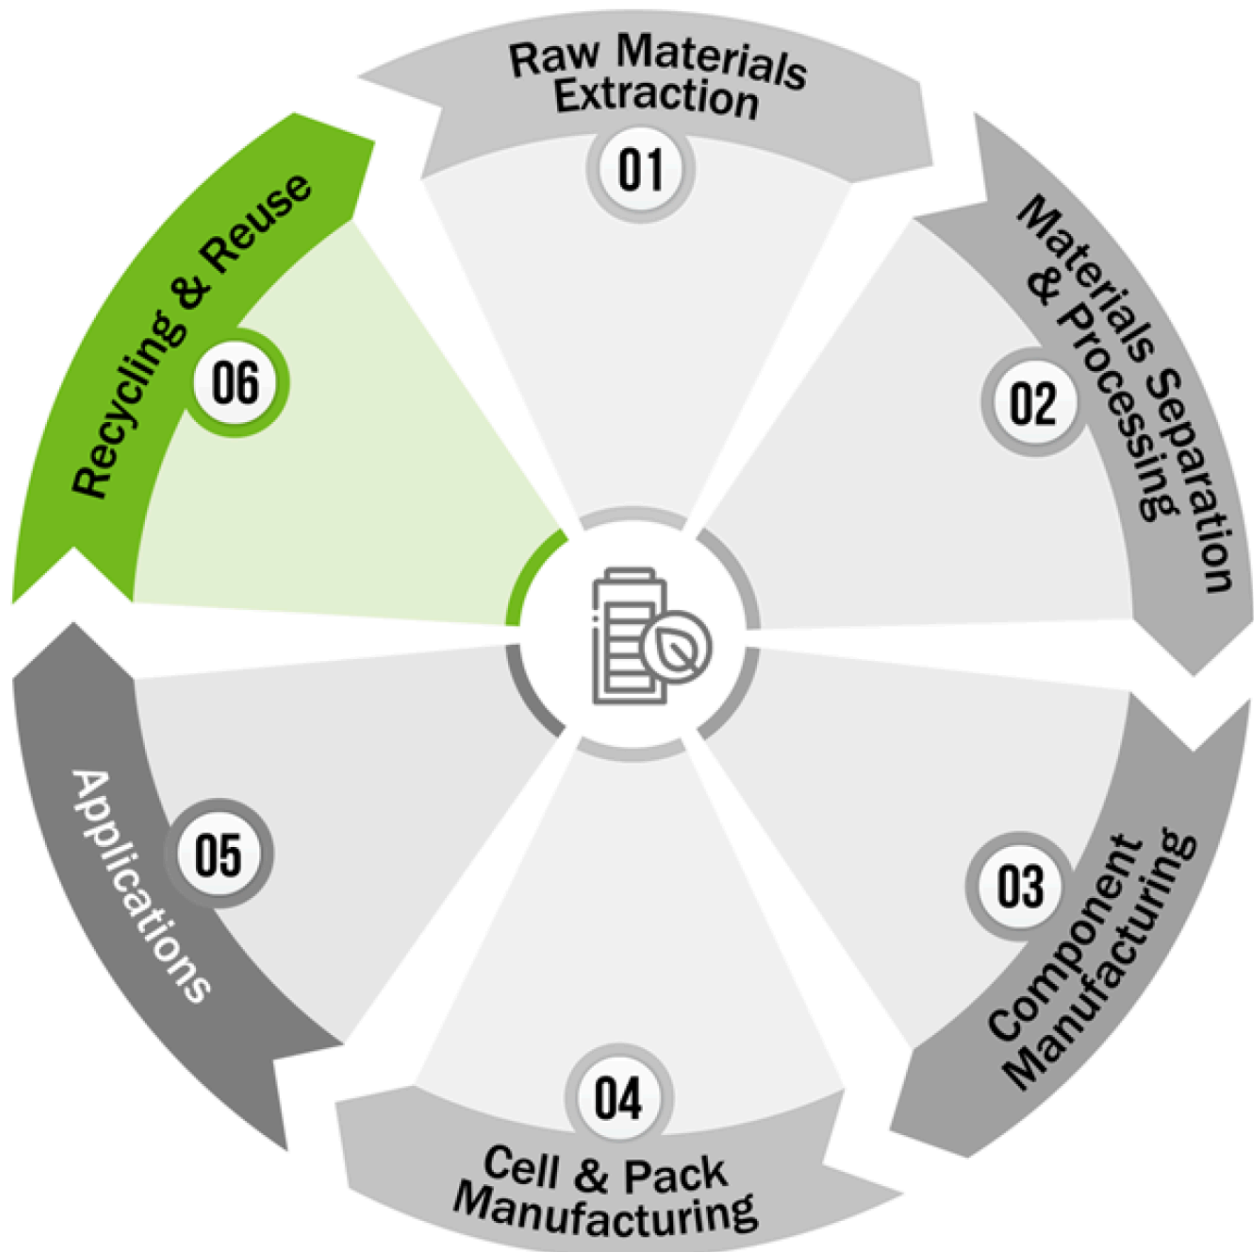 Raw Materials
Extraction
01
Materials Separation
& Processing
02
Component
Manufacturing
03
Cell & Pack
Manufacturing
04
Applications
05
Recycling & Reuse
06